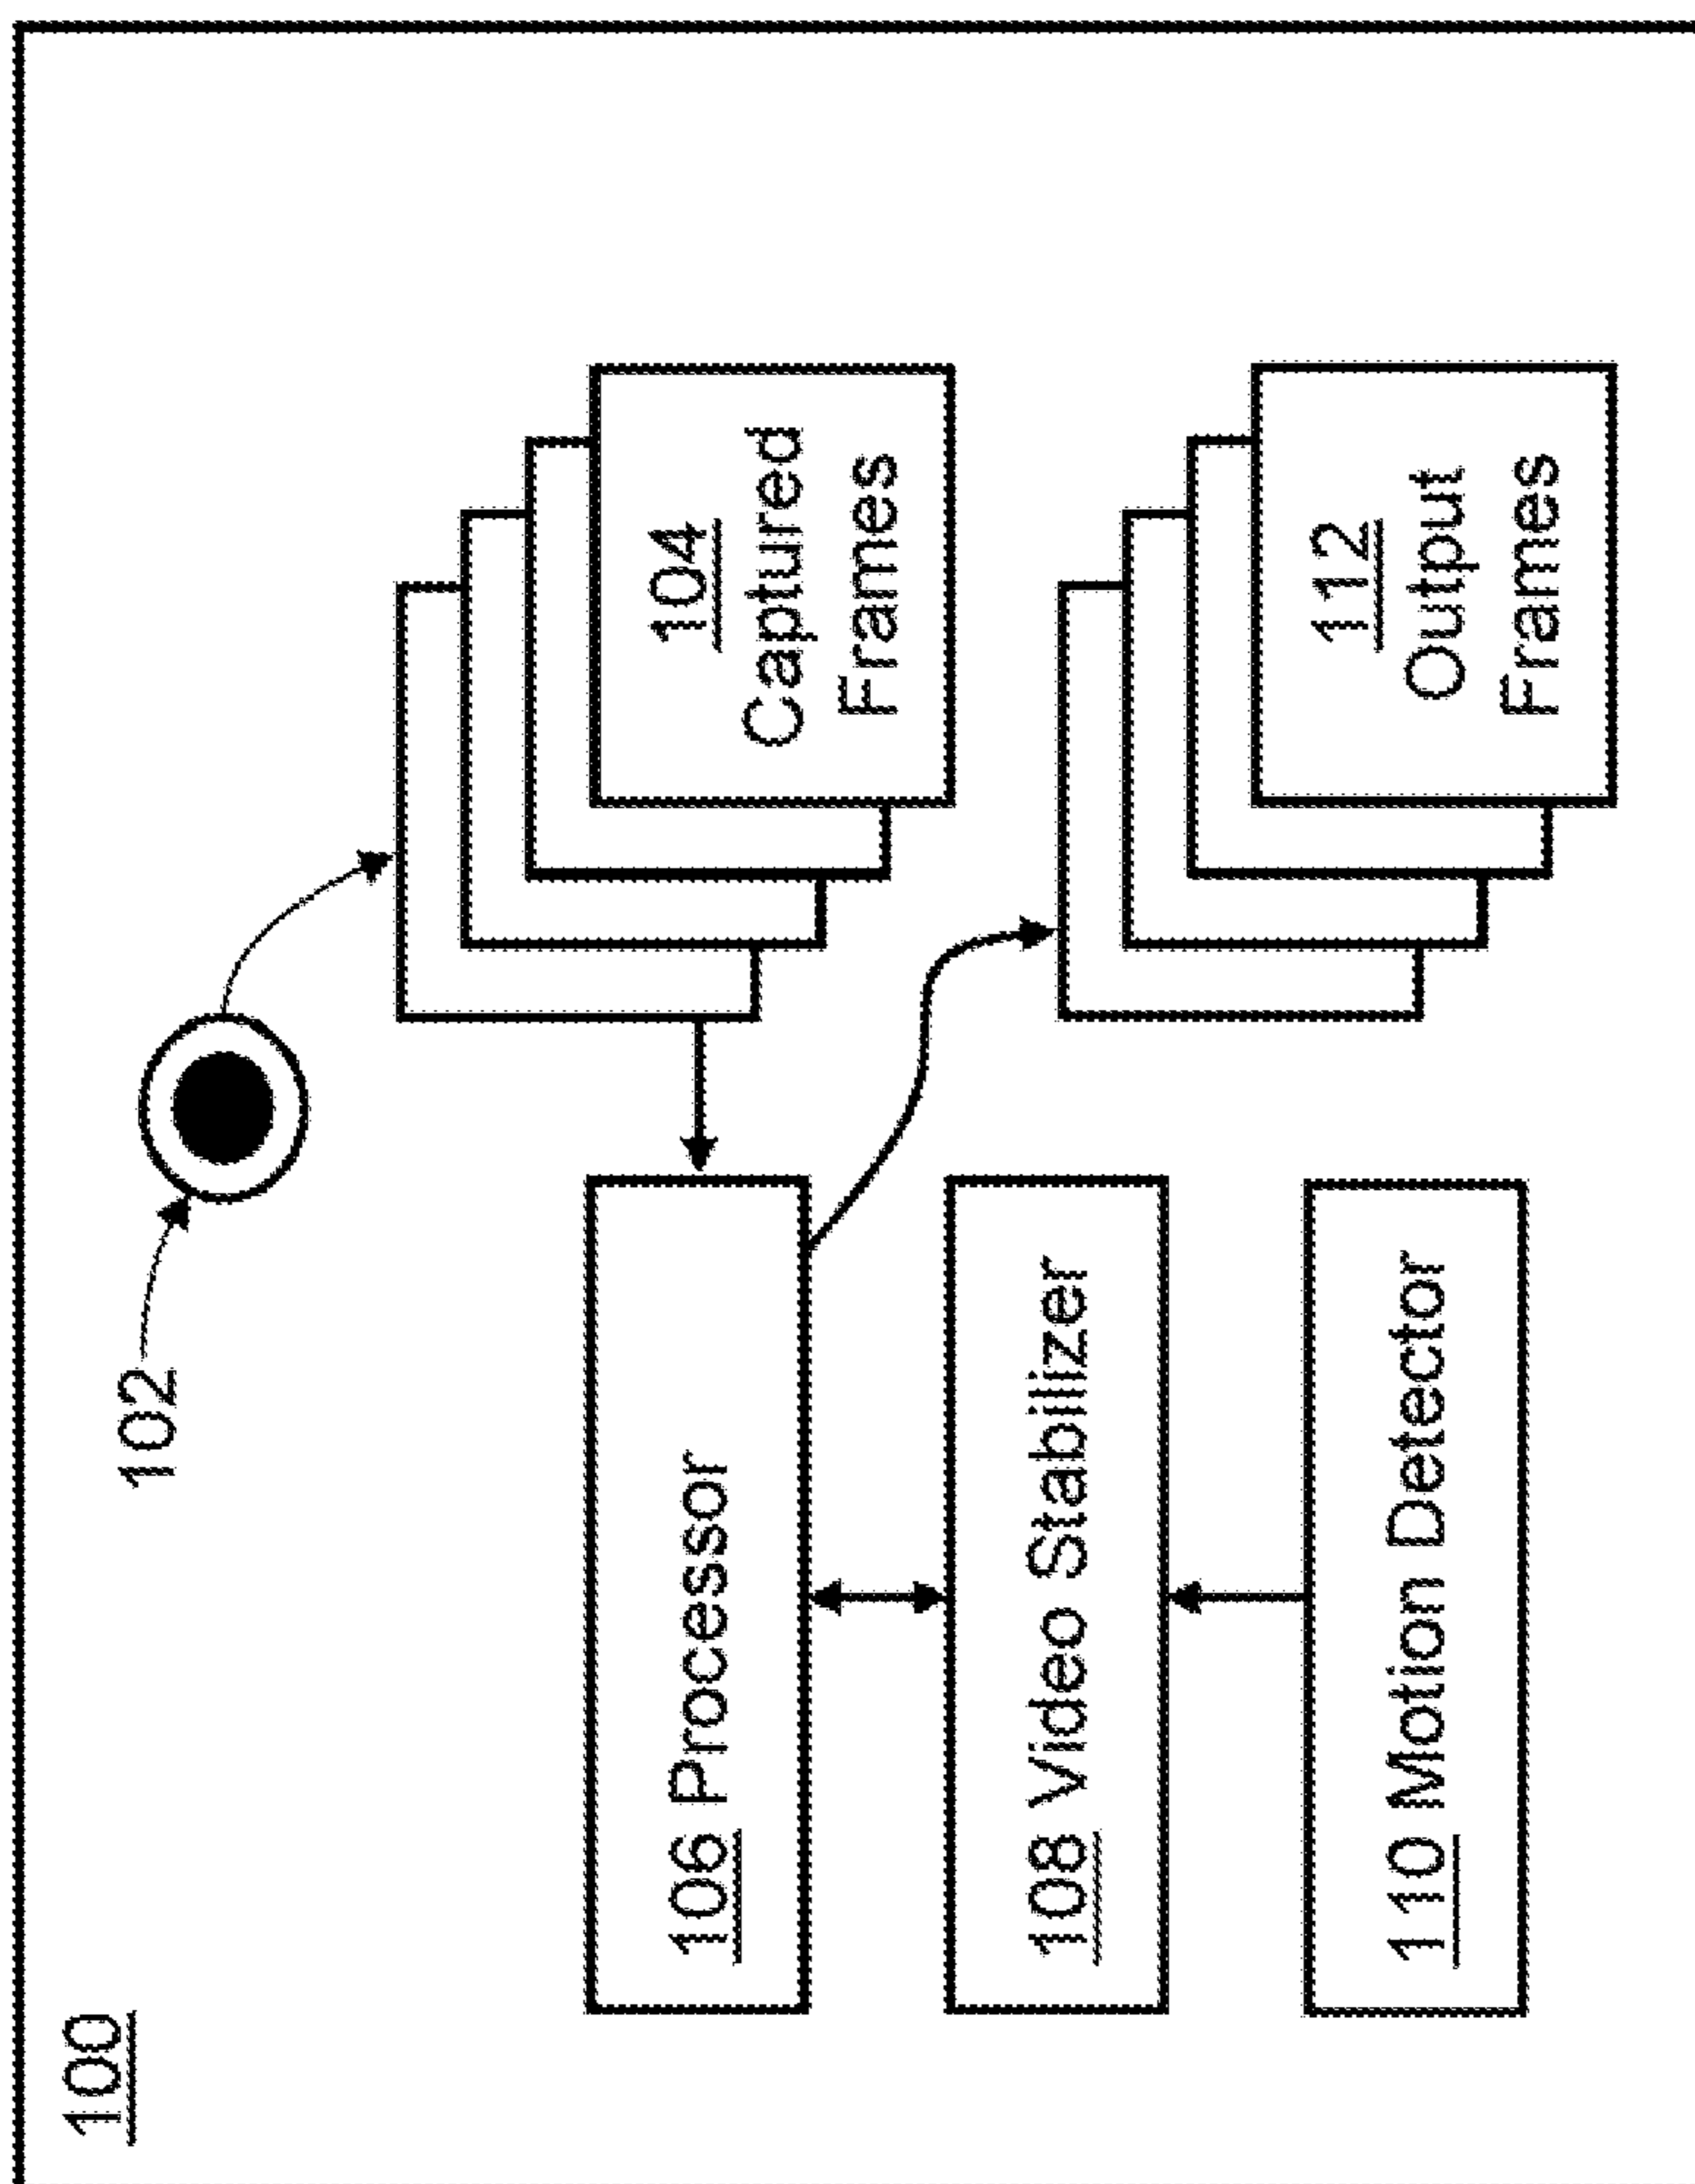 100
102
104
Captured
Frames
106 Processor
108 Video Stabilizer
110 Motion Detector
112
Output
Frames